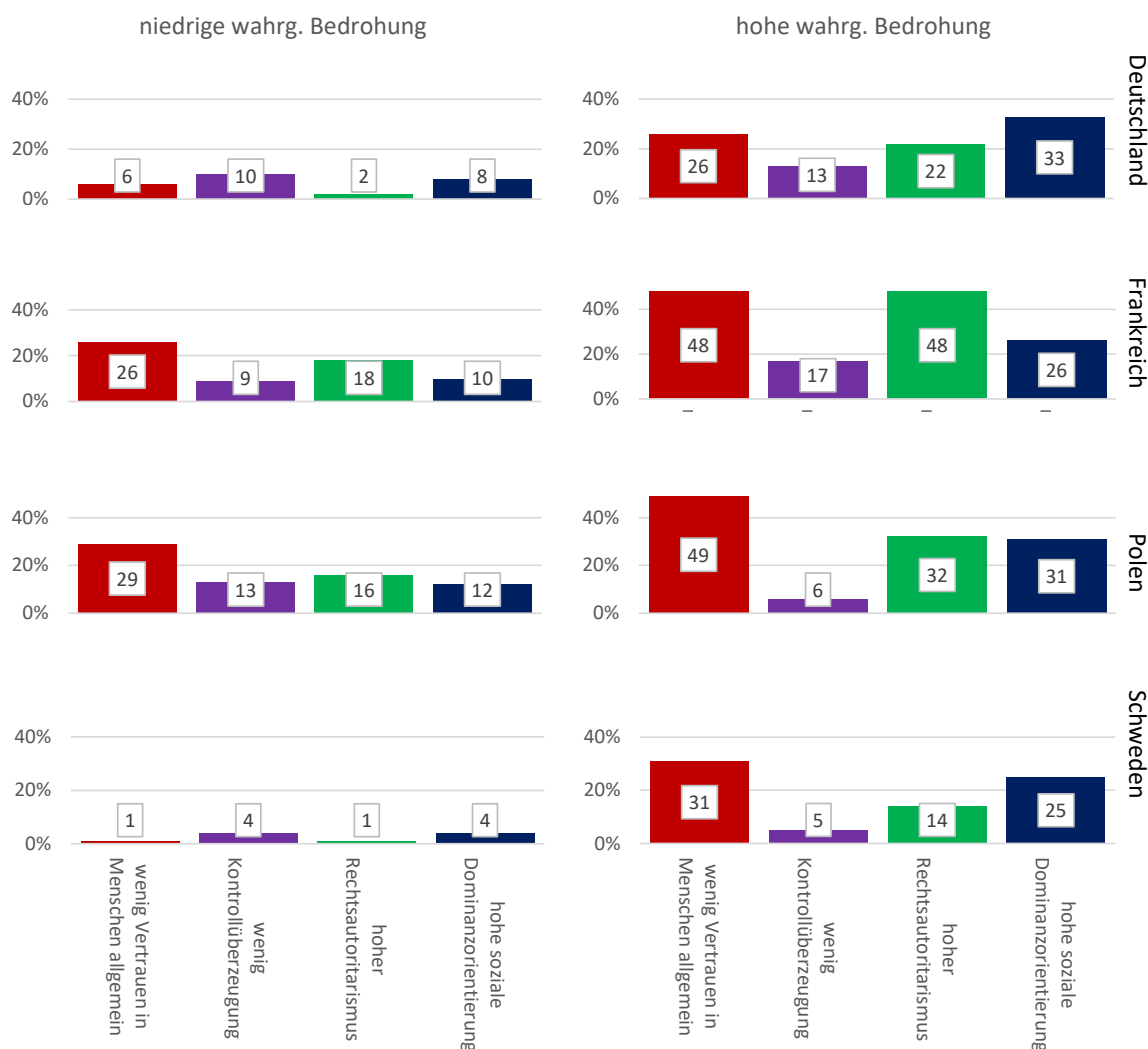 niedrige wahrg. Bedrohung
hohe wahrg. Bedrohung
Deutschland
40%
20%
0%
6
10
2
8
40%
20%
0%
26
13
22
33
Frankreich
40%
20%
0%
26
9
18
10
40%
20%
0%
48
17
48
26
Polen
40%
20%
0%
29
13
16
12
40%
20%
0%
49
6
32
31
Schweden
40%
20%
0%
1
4
1
4
40%
20%
0%
31
5
14
25
wenig Vertrauen in
Menschen allgemein
wenig
Kontrollüberzeugung
hoher
Rechtsautoritarismus
hohe soziale
Dominanzorientierung
wenig Vertrauen in
Menschen allgemein
wenig
Kontrollüberzeugung
hoher
Rechtsautoritarismus
hohe soziale
Dominanzorientierung